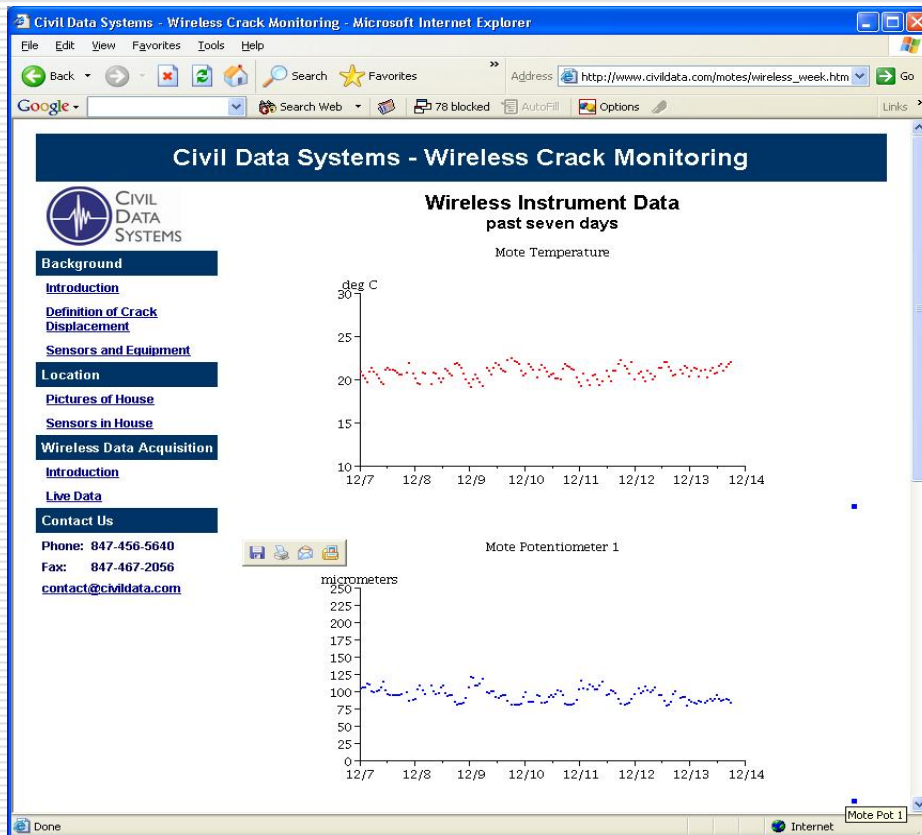 Civil Data Systems - Wireless Crack Monitoring - Microsoft Internet Explorer
File Edit View Favorites Tools Help
Back Search Favorites » Address http://www.civildata.com/motes/wireless_week.htm Go
Google Search Web 78 blocked AutoFill Options Links »
Civil Data Systems - Wireless Crack Monitoring
CIVIL
DATA
SYSTEMS
Background
Introduction
Definition of Crack
Displacement
Sensors and Equipment
Location
Pictures of House
Sensors in House
Wireless Data Acquisition
Introduction
Live Data
Contact Us
Phone: 847-456-5640
Fax: 847-467-2056
contact@civildata.com
Wireless Instrument Data
past seven days
Mote Temperature
deg C
30
25
20
15
10
12/7 12/8 12/9 12/10 12/11 12/12 12/13 12/14
Mote Potentiometer 1
micrometers
250
225
200
175
150
125
100
75
50
25
0
12/7 12/8 12/9 12/10 12/11 12/12 12/13 12/14
Mote Pot 1
Done Internet